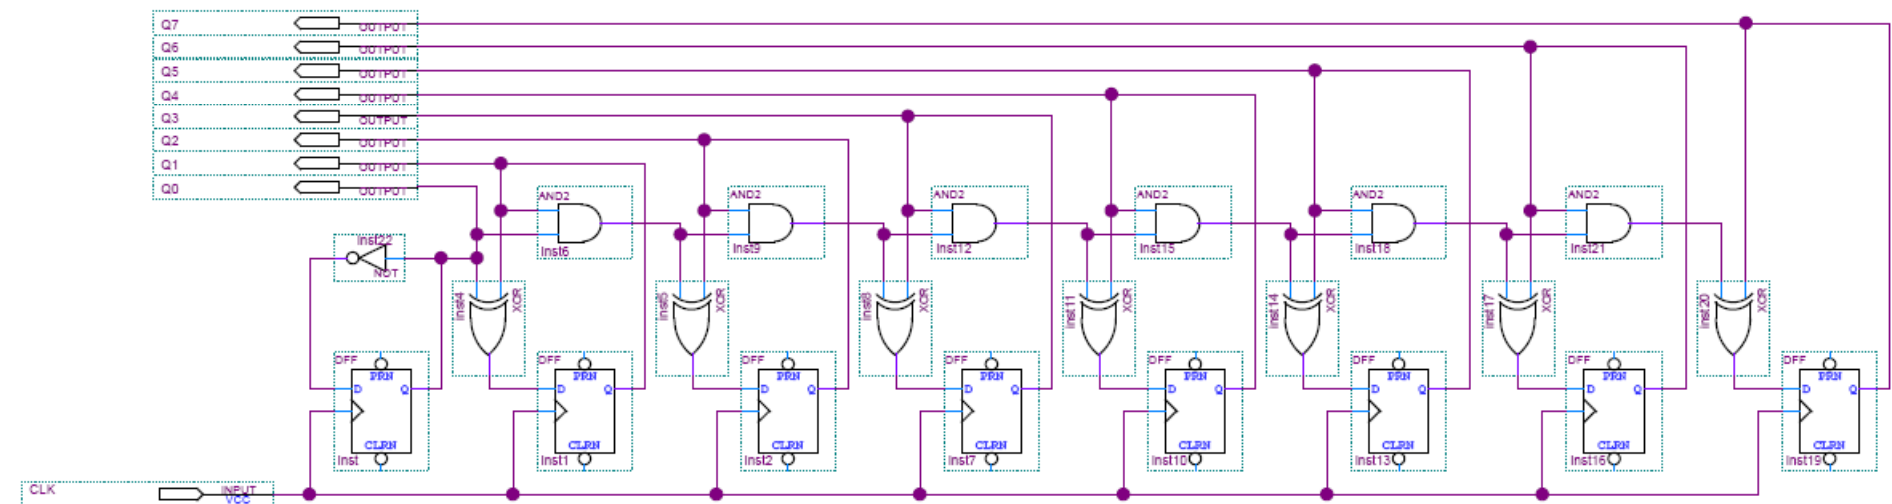 Q7 OUTPUT
Q6 OUTPUT
Q5 OUTPUT
Q4 OUTPUT
Q3 OUTPUT
Q2 OUTPUT
Q1 OUTPUT
Q0 OUTPUT
AND2 AND2 AND2 AND2 AND2 AND2
inst6 inst9 inst12 inst15 inst18 inst21
inst22
NOT
inst4 XOR inst5 XOR inst8 XOR inst11 XOR inst14 XOR inst17 XOR inst20 XOR
DFF DFF DFF DFF DFF DFF DFF DFF
PRN PRN PRN PRN PRN PRN PRN PRN
D Q D Q D Q D Q D Q D Q D Q D Q
CLRN CLRN CLRN CLRN CLRN CLRN CLRN CLRN
inst inst1 inst2 inst7 inst10 inst13 inst16 inst19
CLK INPUT
VCC